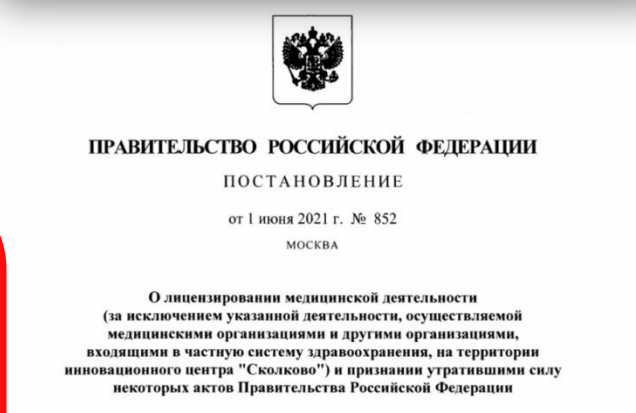 ПРАВИТЕЛЬСТВО РОССИЙСКОЙ ФЕДЕРАЦИИ
ПОСТАНОВЛЕНИЕ
от 1 июня 2021 г. № 852
МОСКВА
О лицензировании медицинской деятельности
(за исключением указанной деятельности, осуществляемой
медицинскими организациями и другими организациями,
входящими в частную систему здравоохранения, на территории
инновационного центра "Сколково") и признании утратившими силу
некоторых актов Правительства Российской Федерации